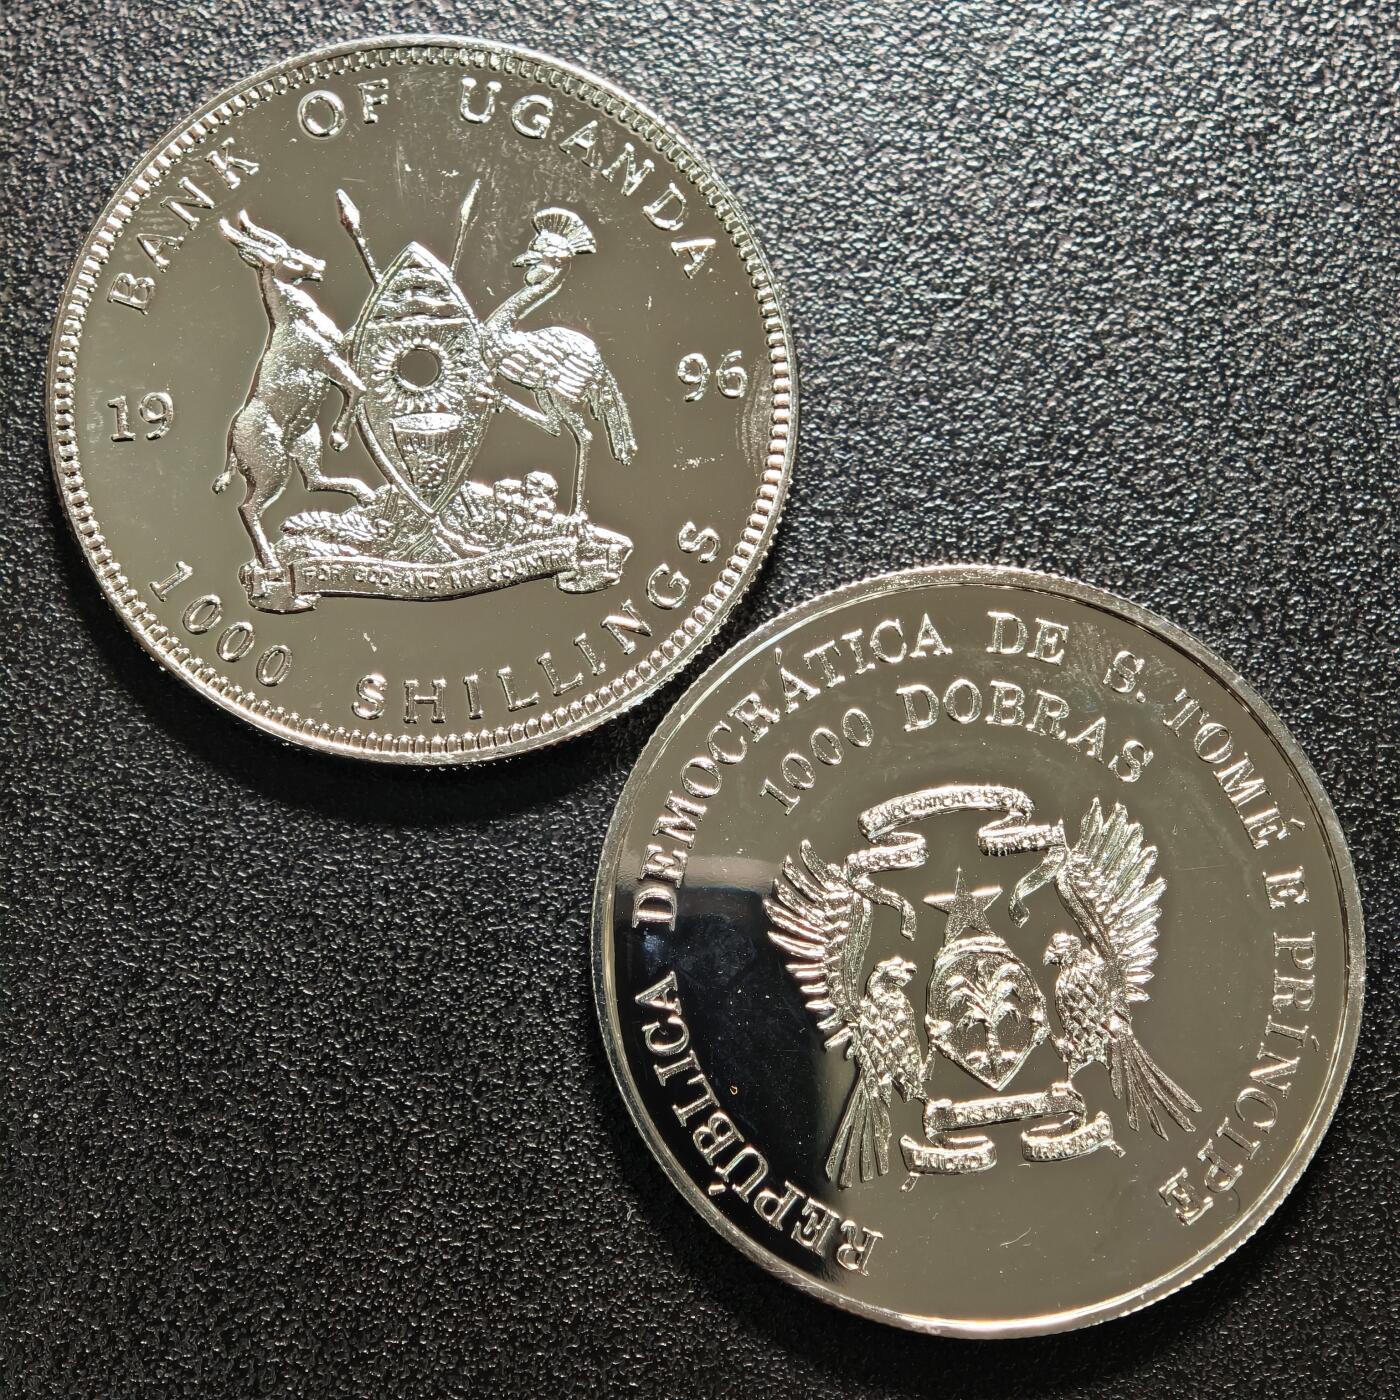 BANK OF UGANDA
19 96
FOR GOD AND MY COUNTRY
1000 SHILLINGS
REPÚBLICA DEMOCRÁTICA DE S. TOMÉ E PRÍNCIPE
1000 DOBRAS